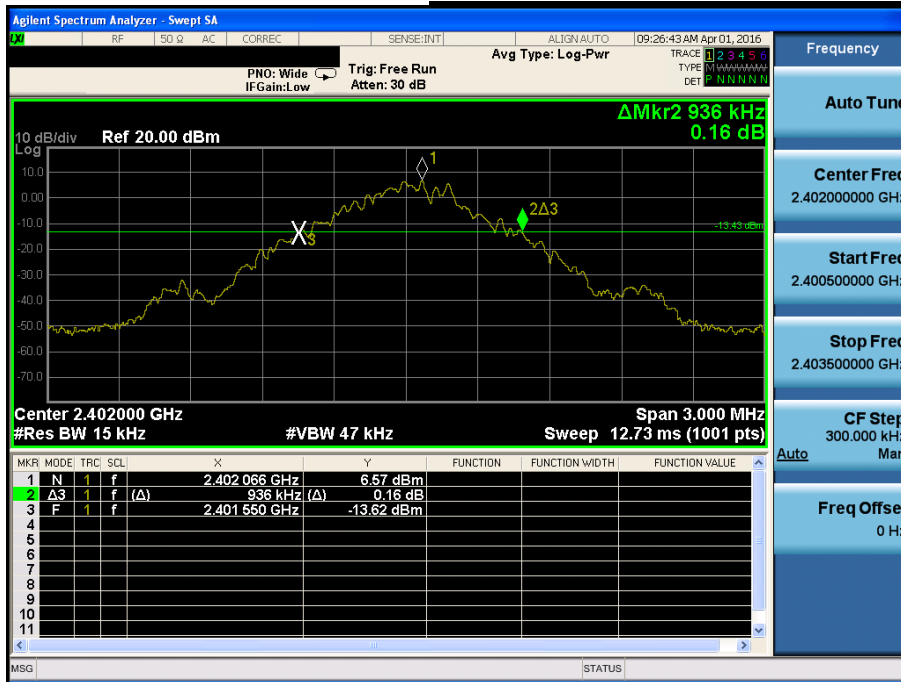 Agilent Spectrum Analyzer - Swept SA
LXI RF 50 Ω AC CORREC SENSE:INT ALIGN AUTO 09:26:43 AM Apr 01, 2016
Avg Type: Log-Pwr
TRACE 1 2 3 4 5 6
TYPE M W W W W W
DET P N N N N N
PNO: Wide
IFGain:Low
Trig: Free Run
Atten: 30 dB
ΔMkr2 936 kHz
0.16 dB
10 dB/div Ref 20.00 dBm
Log
10.0
0.00
-10.0
-20.0
-30.0
-40.0
-50.0
-60.0
-70.0
1
2Δ3
3
-13.43 dBm
Center 2.402000 GHz Span 3.000 MHz
#Res BW 15 kHz #VBW 47 kHz Sweep 12.73 ms (1001 pts)
MKR MODE TRC SCL X Y FUNCTION FUNCTION WIDTH FUNCTION VALUE
1 N 1 f 2.402 066 GHz 6.57 dBm
2 Δ3 1 f (Δ) 936 kHz (Δ) 0.16 dB
3 F 1 f 2.401 550 GHz -13.62 dBm
4
5
6
7
8
9
10
11
MSG STATUS
Frequency
Auto Tune
Center Freq
2.402000000 GHz
Start Freq
2.400500000 GHz
Stop Freq
2.403500000 GHz
CF Step
300.000 kHz
Auto Man
Freq Offset
0 Hz